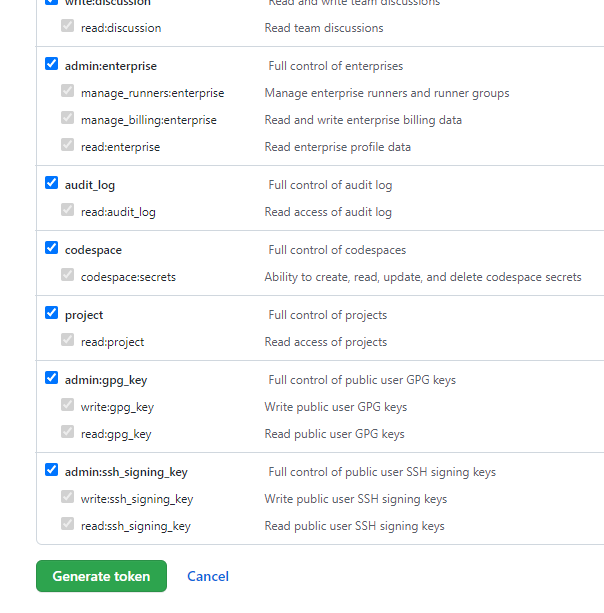 write:discussion Read and write team discussions
read:discussion Read team discussions
admin:enterprise Full control of enterprises
manage_runners:enterprise Manage enterprise runners and runner groups
manage_billing:enterprise Read and write enterprise billing data
read:enterprise Read enterprise profile data
audit_log Full control of audit log
read:audit_log Read access of audit log
codespace Full control of codespaces
codespace:secrets Ability to create, read, update, and delete codespace secrets
project Full control of projects
read:project Read access of projects
admin:gpg_key Full control of public user GPG keys
write:gpg_key Write public user GPG keys
read:gpg_key Read public user GPG keys
admin:ssh_signing_key Full control of public user SSH signing keys
write:ssh_signing_key Write public user SSH signing keys
read:ssh_signing_key Read public user SSH signing keys
Generate token Cancel